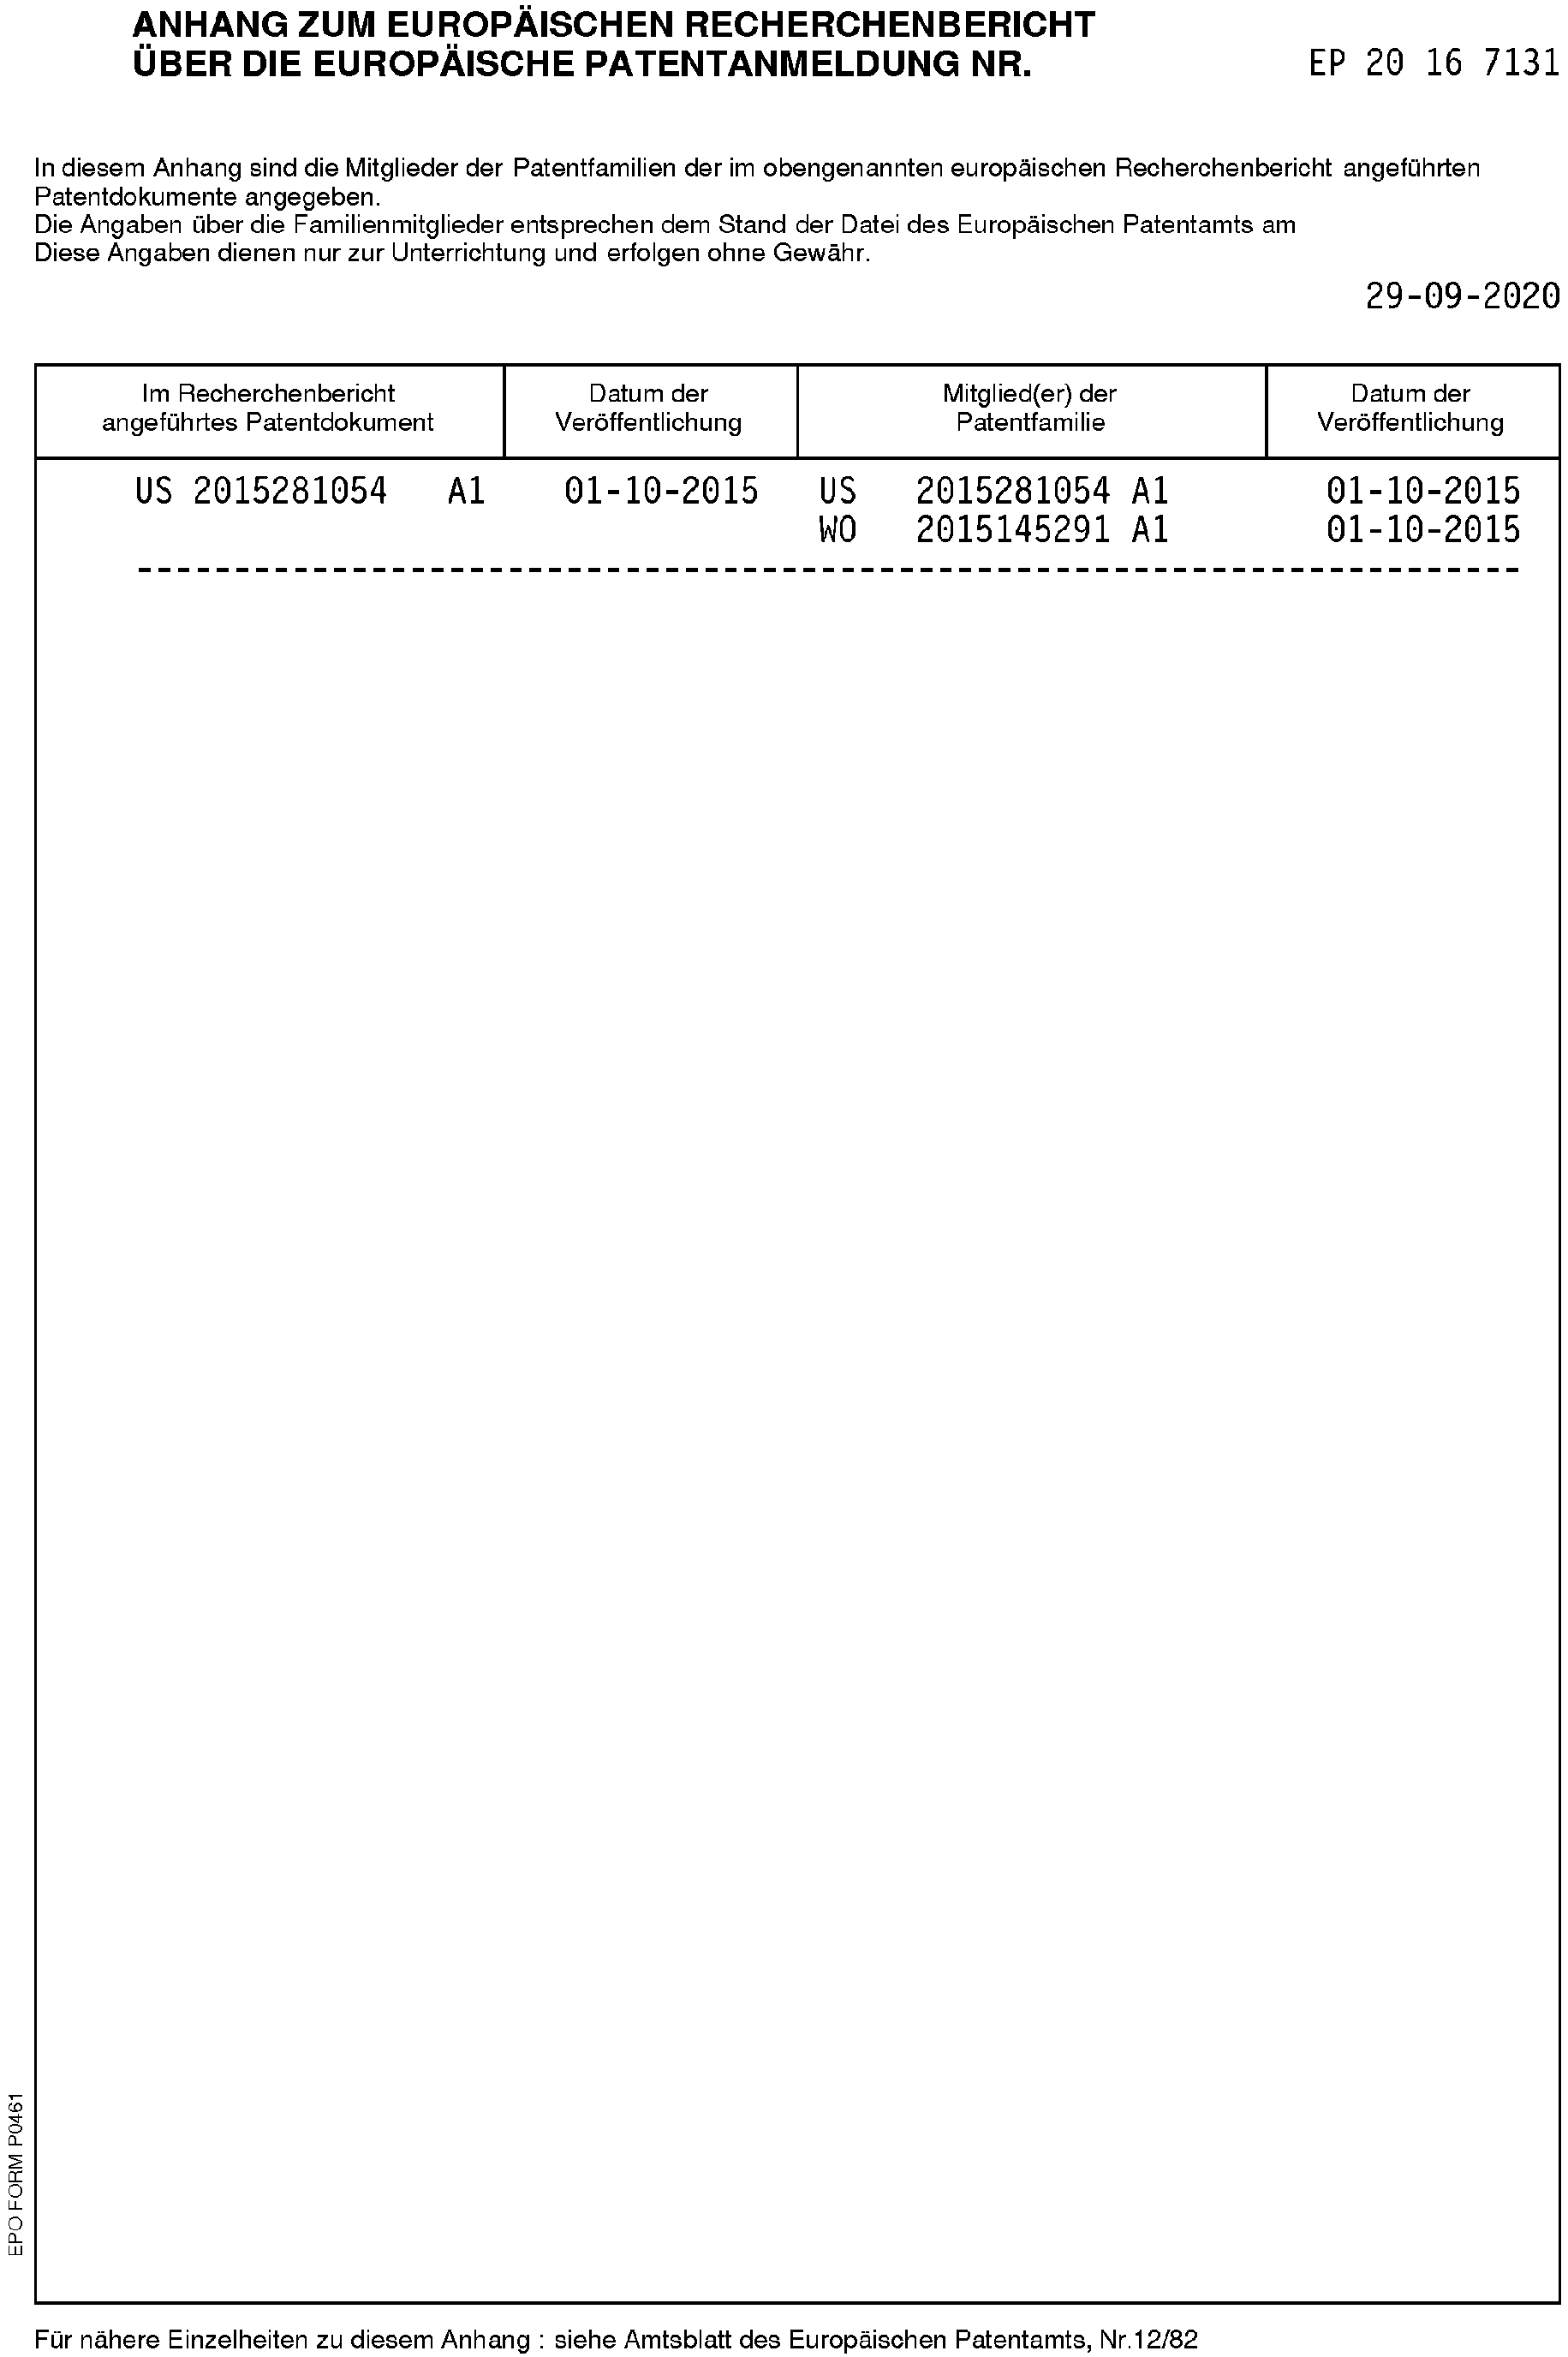 ANHANG ZUM EUROPÄISCHEN RECHERCHENBERICHT
ÜBER DIE EUROPÄISCHE PATENTANMELDUNG NR.
EP 20 16 7131
In diesem Anhang sind die Mitglieder der Patentfamilien der im obengenannten europäischen Recherchenbericht angeführten
Patentdokumente angegeben.
Die Angaben über die Familienmitglieder entsprechen dem Stand der Datei des Europäischen Patentamts am
Diese Angaben dienen nur zur Unterrichtung und erfolgen ohne Gewähr.
29-09-2020
Im Recherchenbericht
angeführtes Patentdokument
Datum der
Veröffentlichung
Mitglied(er) der
Patentfamilie
Datum der
Veröffentlichung
US 2015281054 A1 01-10-2015 US 2015281054 A1 01-10-2015
WO 2015145291 A1 01-10-2015
EPO FORM P0461
Für nähere Einzelheiten zu diesem Anhang : siehe Amtsblatt des Europäischen Patentamts, Nr.12/82